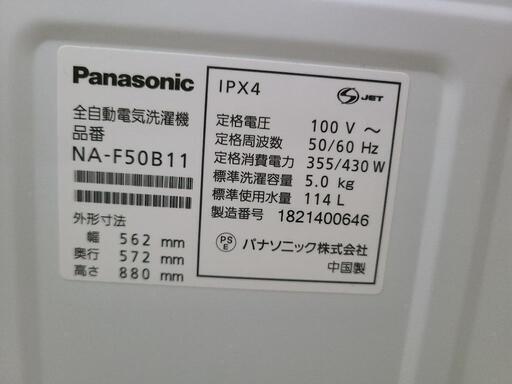 Panasonic
全自動電気洗濯機
品番
NA-F50B11
外形寸法
幅 562 mm
奥行 572 mm
高さ 880 mm
IPX4
S JET
定格電圧 100 V ～
定格周波数 50/60 Hz
定格消費電力 355/430 W
標準洗濯容量 5.0 kg
標準使用水量 114 L
製造番号 1821400646
PS
E
パナソニック株式会社
中国製